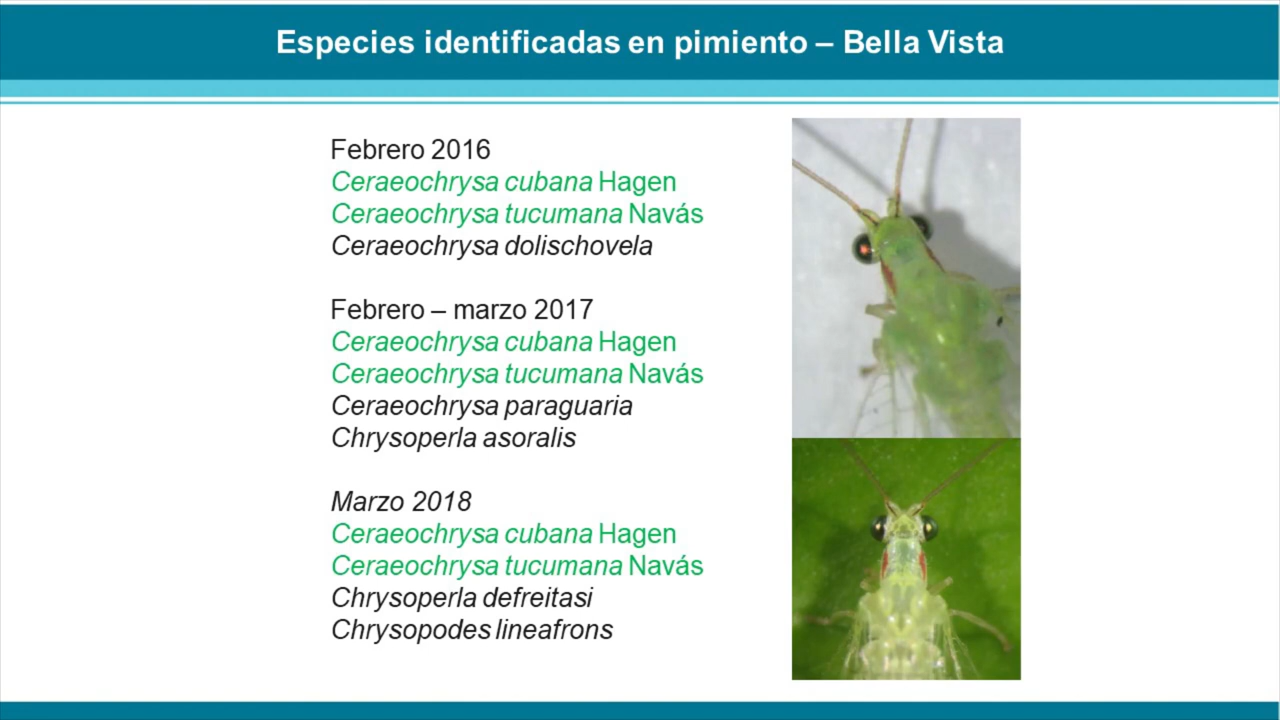 Especies identificadas en pimiento – Bella Vista
Febrero 2016
Ceraeochrysa cubana Hagen
Ceraeochrysa tucumana Navás
Ceraeochrysa dolischovela
Febrero – marzo 2017
Ceraeochrysa cubana Hagen
Ceraeochrysa tucumana Navás
Ceraeochrysa paraguaria
Chrysoperla asoralis
Marzo 2018
Ceraeochrysa cubana Hagen
Ceraeochrysa tucumana Navás
Chrysoperla defreitasi
Chrysopodes lineafrons